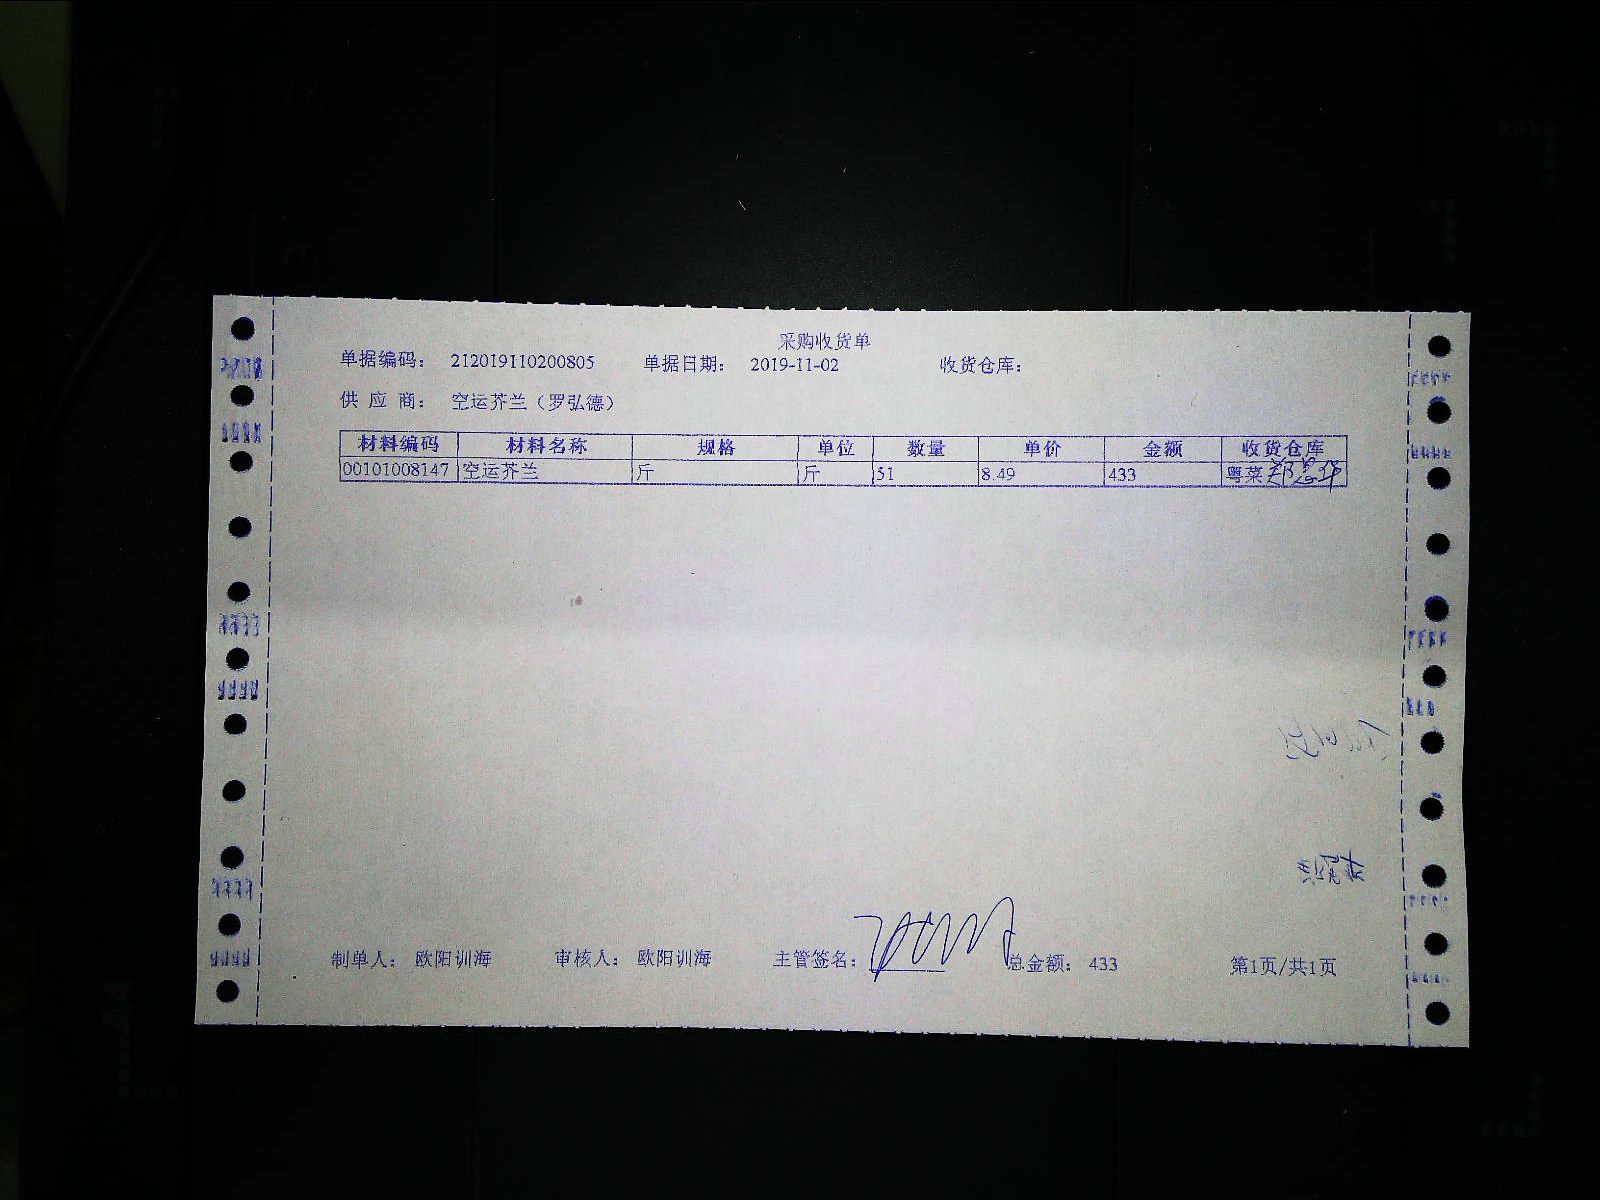 采购收货单
单据编码： 212019110200805 单据日期： 2019-11-02 收货仓库：
供 应 商： 空运芥兰（罗弘德）
材料编码 材料名称 规格 单位 数量 单价 金额 收货仓库
00101008147 空运芥兰 斤 斤 51 8.49 433 粤菜
制单人： 欧阳训海 审核人： 欧阳训海 主管签名： 总金额： 433 第1页/共1页